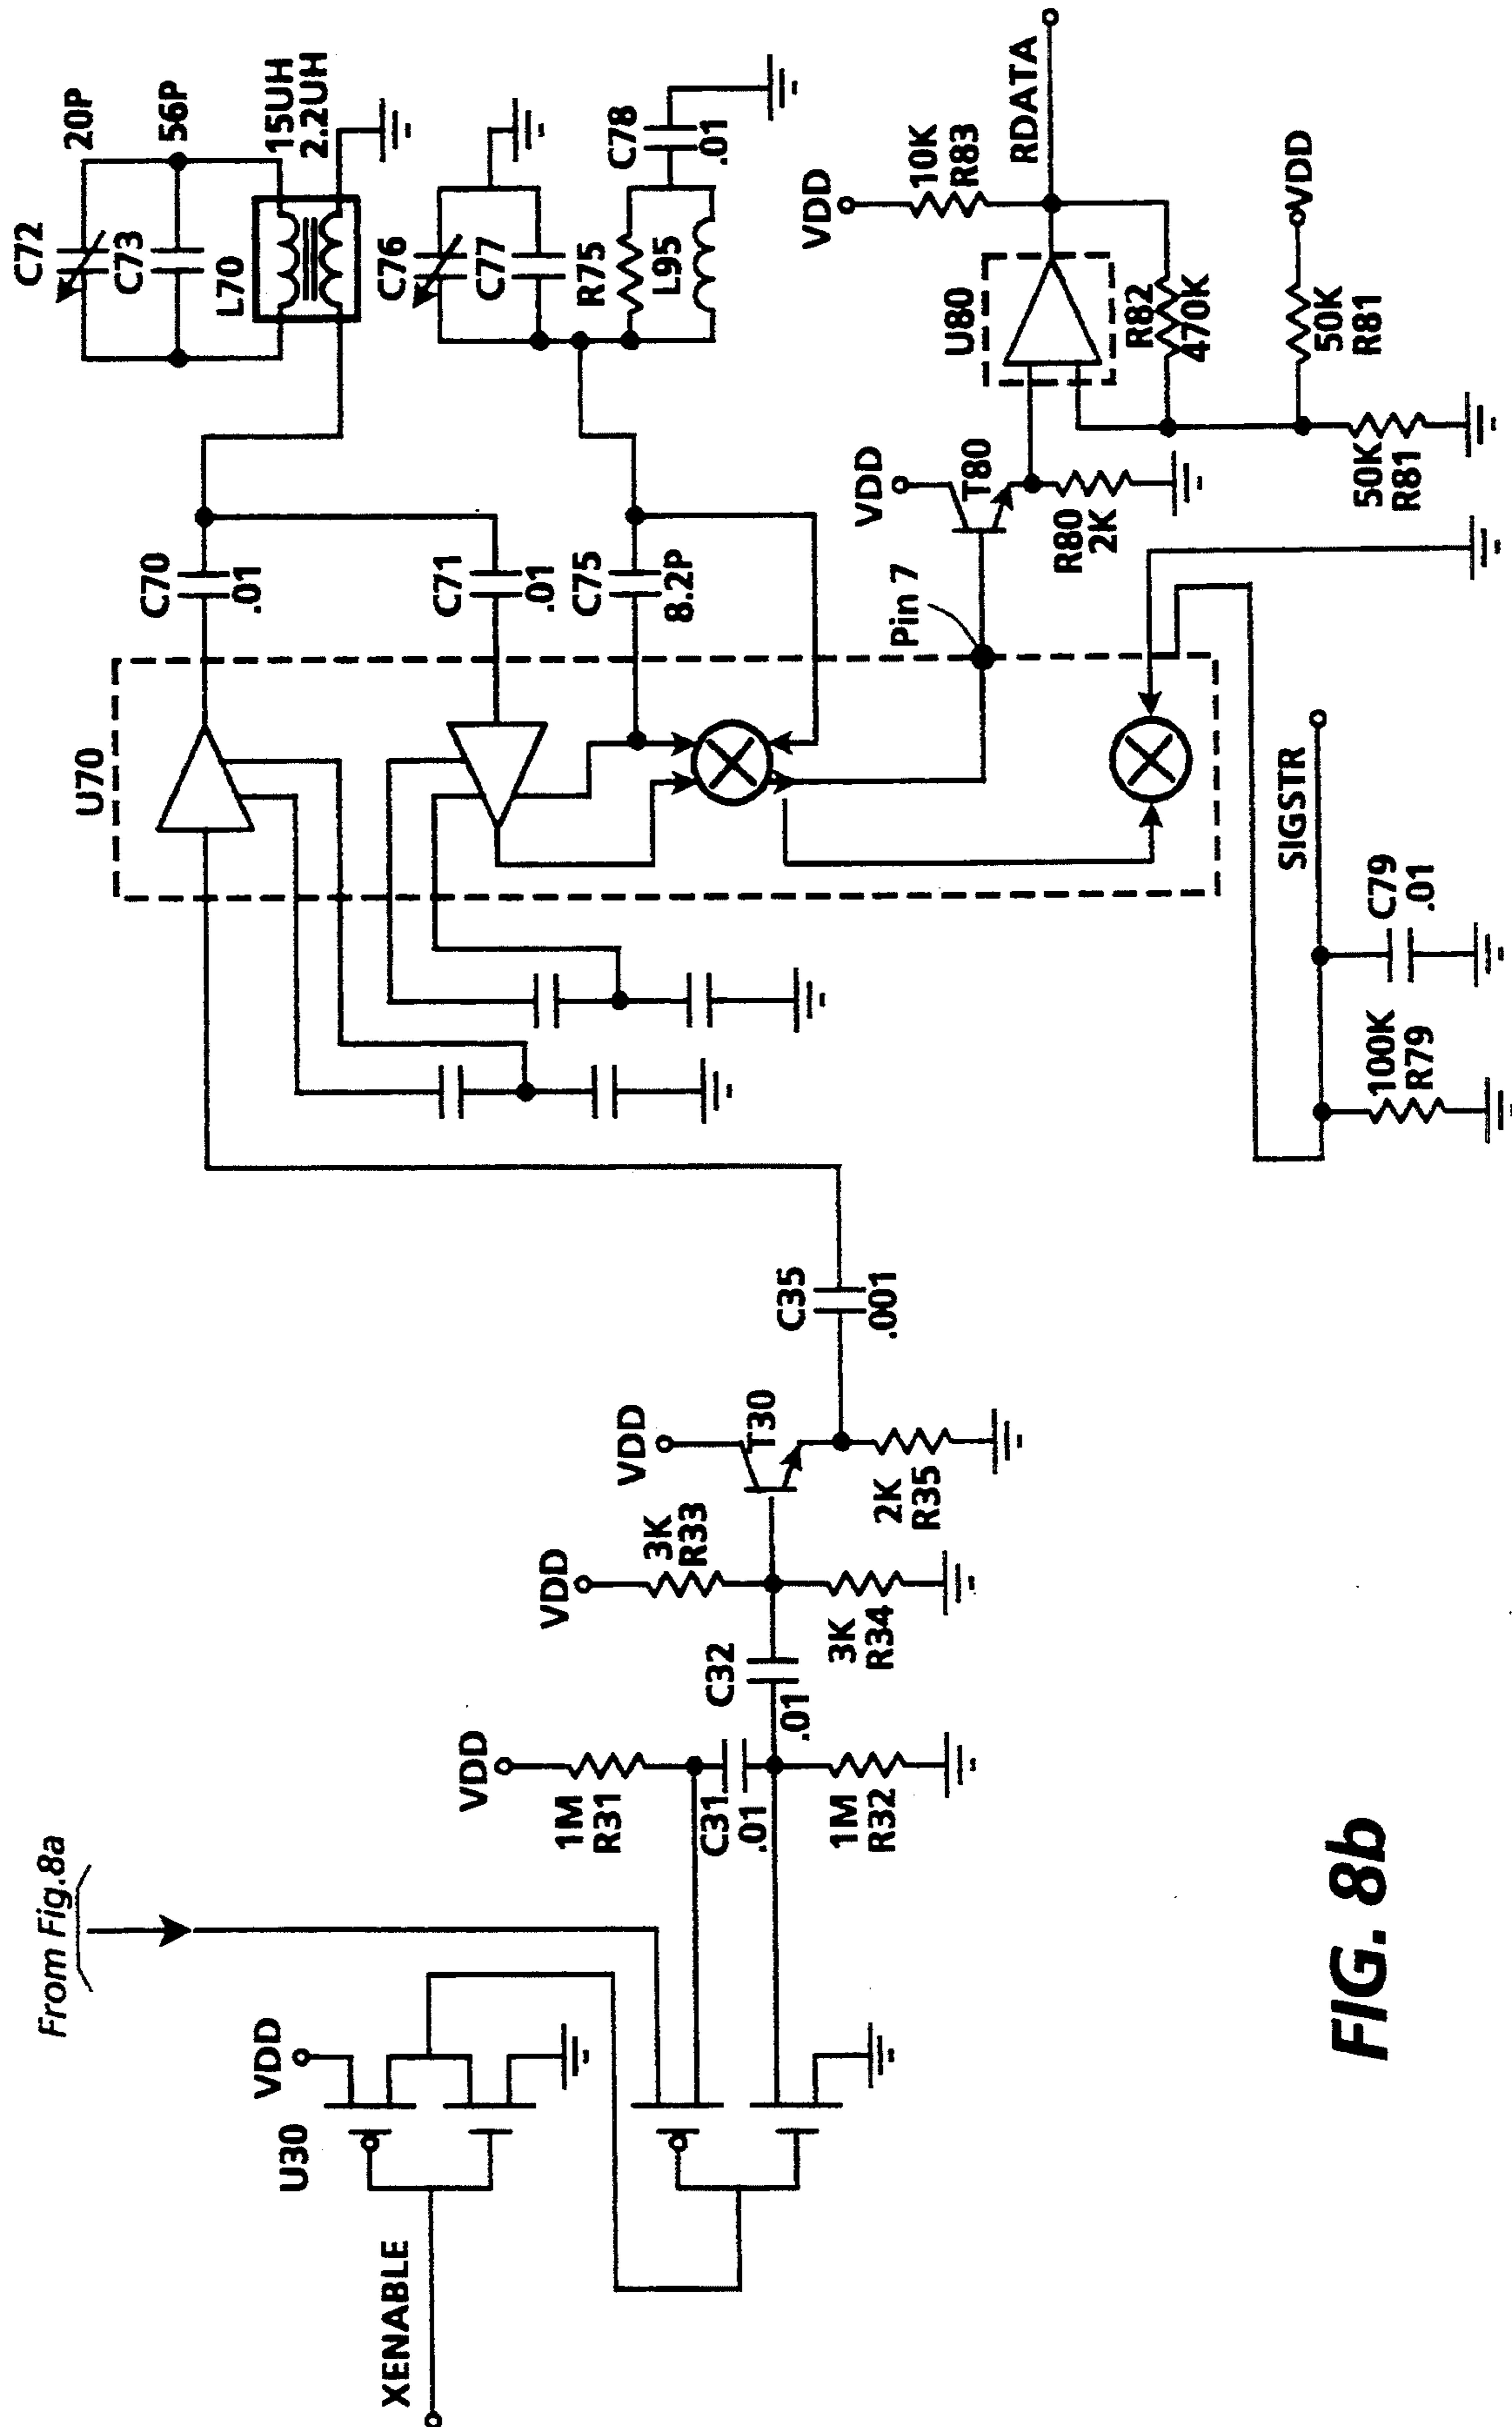 From Fig.8a
XENABLE
U30
VDD
VDD
1M
R31
C31
.01
1M
R32
C32
.01
VDD
3K
R33
3K
R34
VDD
T30
2K
R35
C35
.001
U70
C70
.01
C71
.01
C75
8.2P
Pin 7
C72
20P
C73
56P
L70
15UH
2.2UH
C76
C77
R75
L95
C78
.01
VDD
T80
R80
2K
U80
VDD
10K
R83
RDATA
R82
470K
VDD
50K
R81
50K
R81
SIGSTR
C79
.01
100K
R79
FIG. 8b